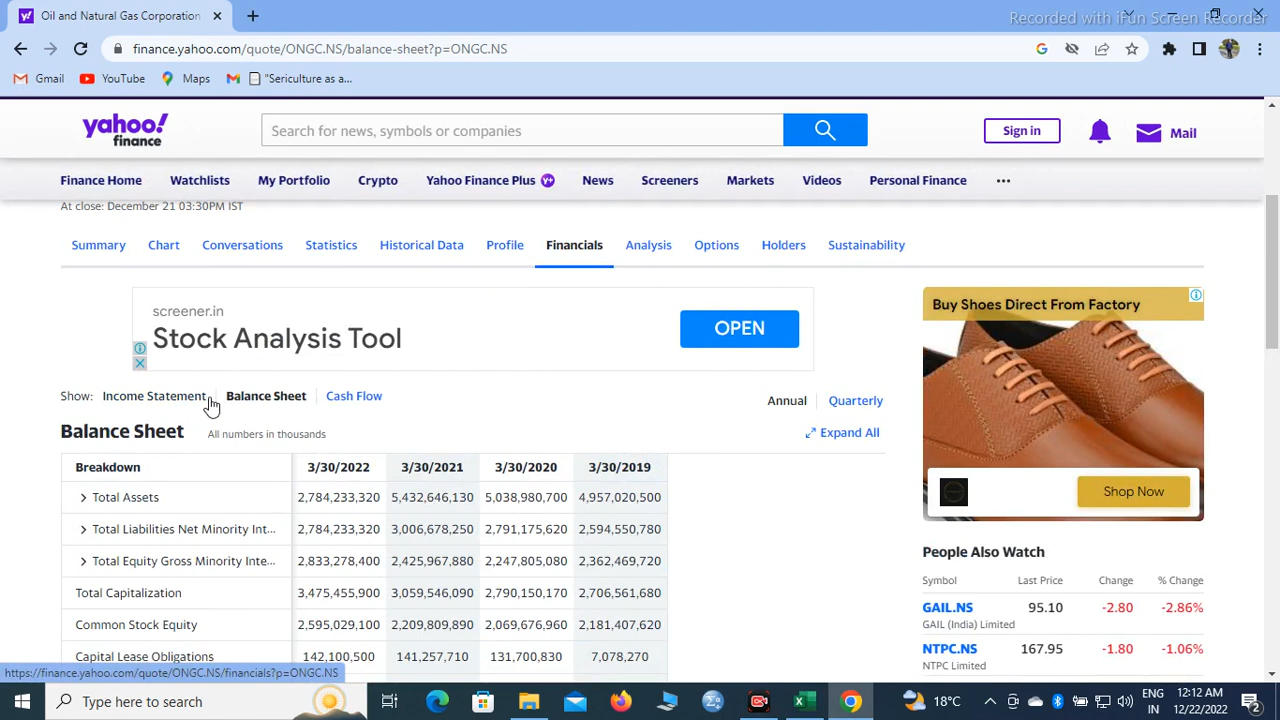 Recorded with iFun Screen Recorder
Oil and Natural Gas Corporation
finance.yahoo.com/quote/ONGC.NS/balance-sheet?p=ONGC.NS
Gmail YouTube Maps "Sericulture as a...
yahoo! finance
Search for news, symbols or companies
Sign in Mail
Finance Home Watchlists My Portfolio Crypto Yahoo Finance Plus News Screeners Markets Videos Personal Finance ...
At close: December 21 03:30PM IST
Summary Chart Conversations Statistics Historical Data Profile Financials Analysis Options Holders Sustainability
screener.in
Stock Analysis Tool
OPEN
Buy Shoes Direct From Factory
Shop Now
Show: Income Statement Balance Sheet Cash Flow Annual Quarterly
Balance Sheet All numbers in thousands Expand All
Breakdown 3/30/2022 3/30/2021 3/30/2020 3/30/2019
Total Assets 2,784,233,320 5,432,646,130 5,038,980,700 4,957,020,500
Total Liabilities Net Minority Int... 2,784,233,320 3,006,678,250 2,791,175,620 2,594,550,780
Total Equity Gross Minority Inte... 2,833,278,400 2,425,967,880 2,247,805,080 2,362,469,720
Total Capitalization 3,475,455,900 3,059,546,090 2,790,150,170 2,706,561,680
Common Stock Equity 2,595,029,100 2,209,809,890 2,069,676,960 2,181,407,620
Capital Lease Obligations 142,100,500 141,257,710 131,700,830 7,078,270
People Also Watch
Symbol Last Price Change % Change
GAIL.NS 95.10 -2.80 -2.86%
GAIL (India) Limited
NTPC.NS 167.95 -1.80 -1.06%
NTPC Limited
https://finance.yahoo.com/quote/ONGC.NS/financials?p=ONGC.NS
Type here to search
18°C
ENG IN
12:12 AM
12/22/2022
2